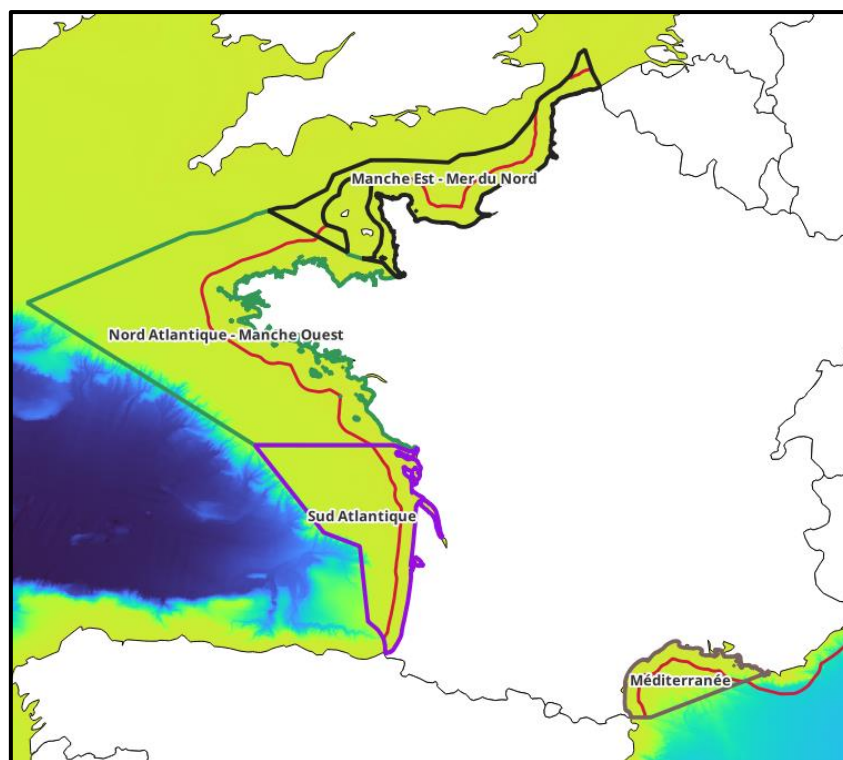 Manche Est - Mer du Nord
Nord Atlantique - Manche Ouest
Sud Atlantique
Méditerranée